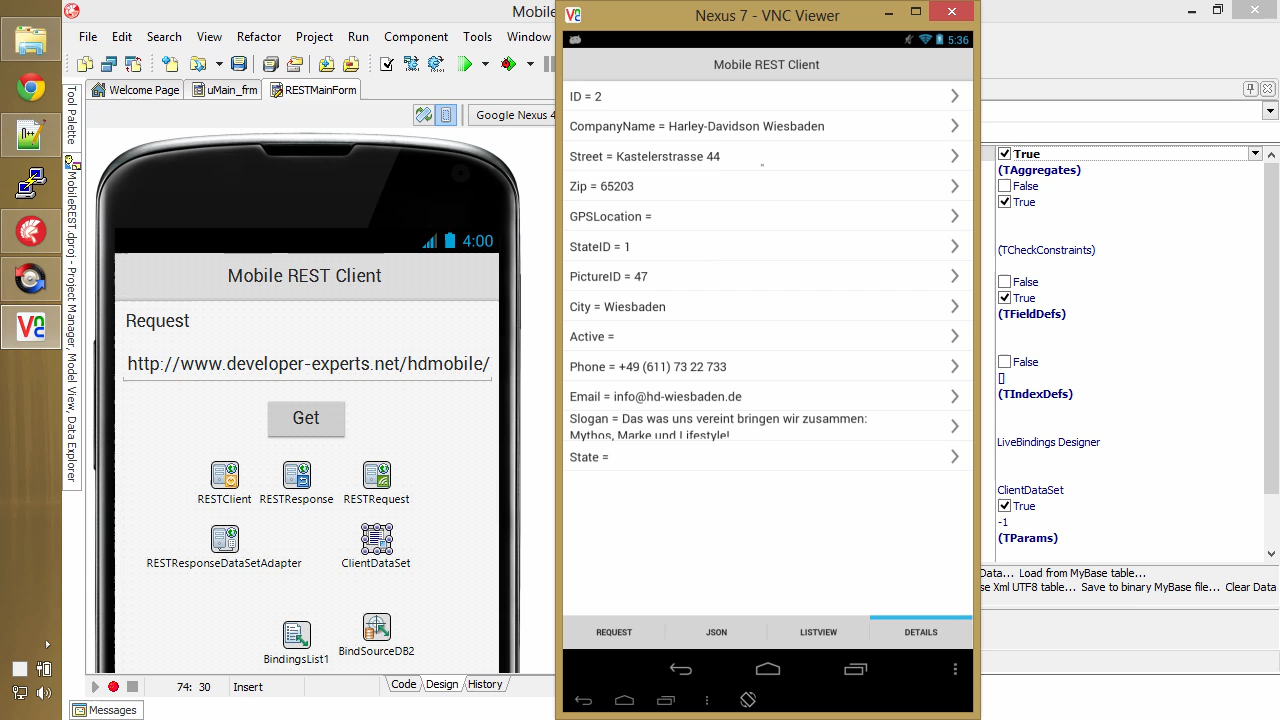 Mobile
File
Edit
Search
View
Refactor
Project
Run
Component
Tools
Window
Welcome Page
uMain_frm
RESTMainForm
Google Nexus 4
Tool Palette
MobileREST.dproj - Project Manager, Model View, Data Explorer
4:00
Mobile REST Client
Request
http://www.developer-experts.net/hdmobile/
Get
RESTClient
RESTResponse
RESTRequest
RESTResponseDataSetAdapter
ClientDataSet
BindingsList1
BindSourceDB2
74: 30
Insert
Code
Design
History
Messages
Nexus 7 - VNC Viewer
5:36
Mobile REST Client
ID = 2
CompanyName = Harley-Davidson Wiesbaden
Street = Kastelerstrasse 44
Zip = 65203
GPSLocation =
StateID = 1
PictureID = 47
City = Wiesbaden
Active =
Phone = +49 (611) 73 22 733
Email = info@hd-wiesbaden.de
Slogan = Das was uns vereint bringen wir zusammen:
Mythos, Marke und Lifestyle!
State =
REQUEST
JSON
LISTVIEW
DETAILS
True
(TAggregates)
False
True
(TCheckConstraints)
False
True
(TFieldDefs)
False
[]
(TIndexDefs)
LiveBindings Designer
ClientDataSet
True
-1
(TParams)
Load from MyBase table...
Xml UTF8 table...
Save to binary MyBase file...
Clear Data